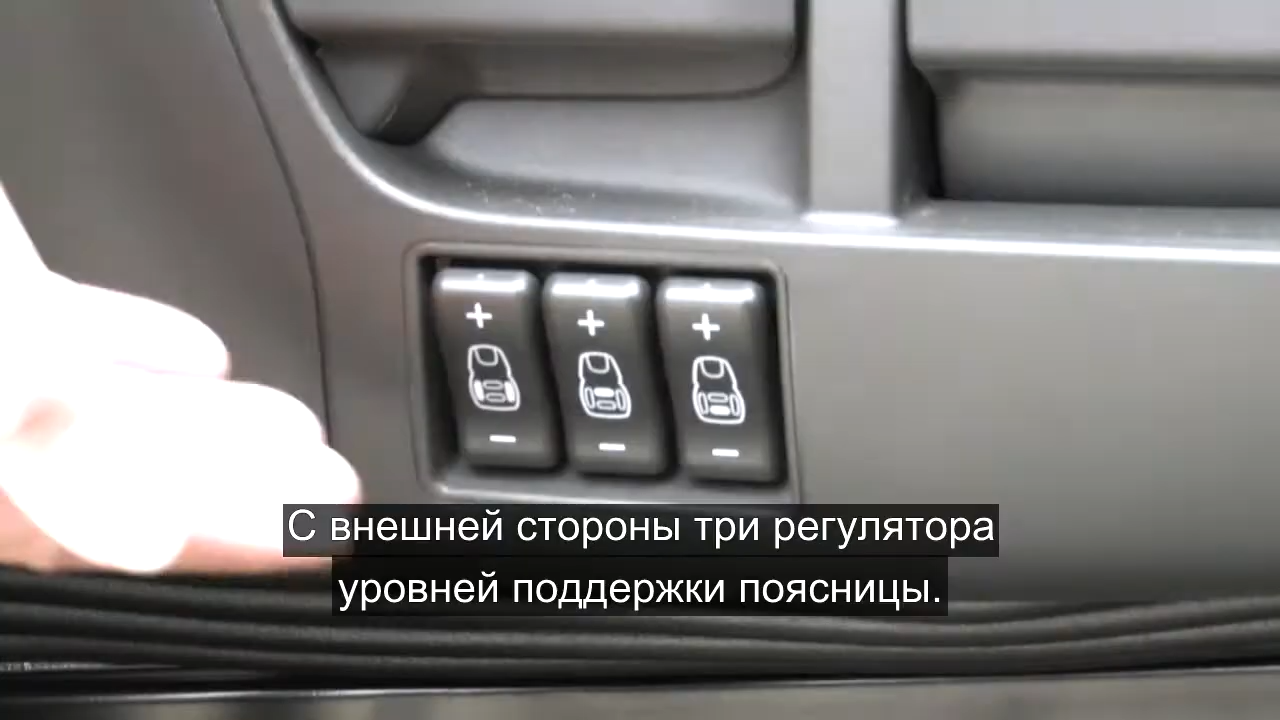 + + +
− − −
С внешней стороны три регулятора
уровней поддержки поясницы.